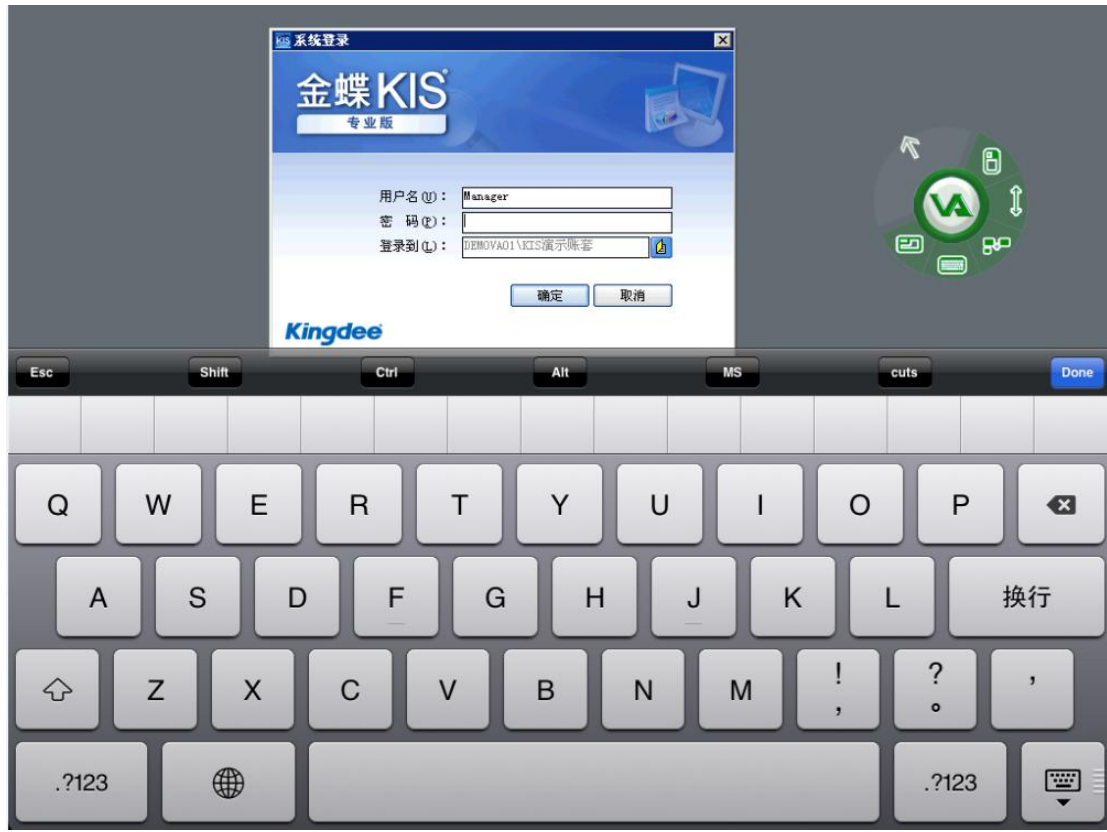 KIS 系统登录
金蝶KIS
专业版
用户名(U)： Manager
密 码(P)：
登录到(L)： DEMOVA01\KIS演示账套
确定 取消
Kingdee
VA
Esc Shift Ctrl Alt MS cuts Done
Q W E R T Y U I O P
A S D F G H J K L 换行
Z X C V B N M ! ? ，
， 。
.?123 .?123